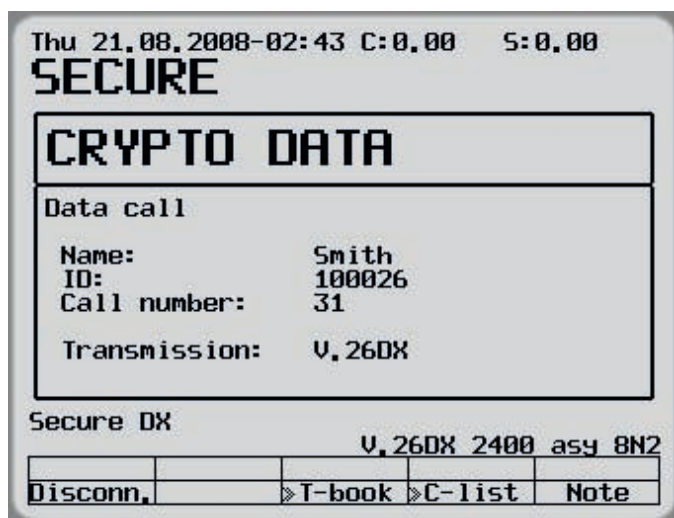 Thu 21.08.2008-02:43 C:0.00 S:0.00
SECURE
CRYPTO DATA
Data call
Name: Smith
ID: 100026
Call number: 31
Transmission: V.26DX
Secure DX
V.26DX 2400 asy 8N2
Disconn. »T-book »C-list Note